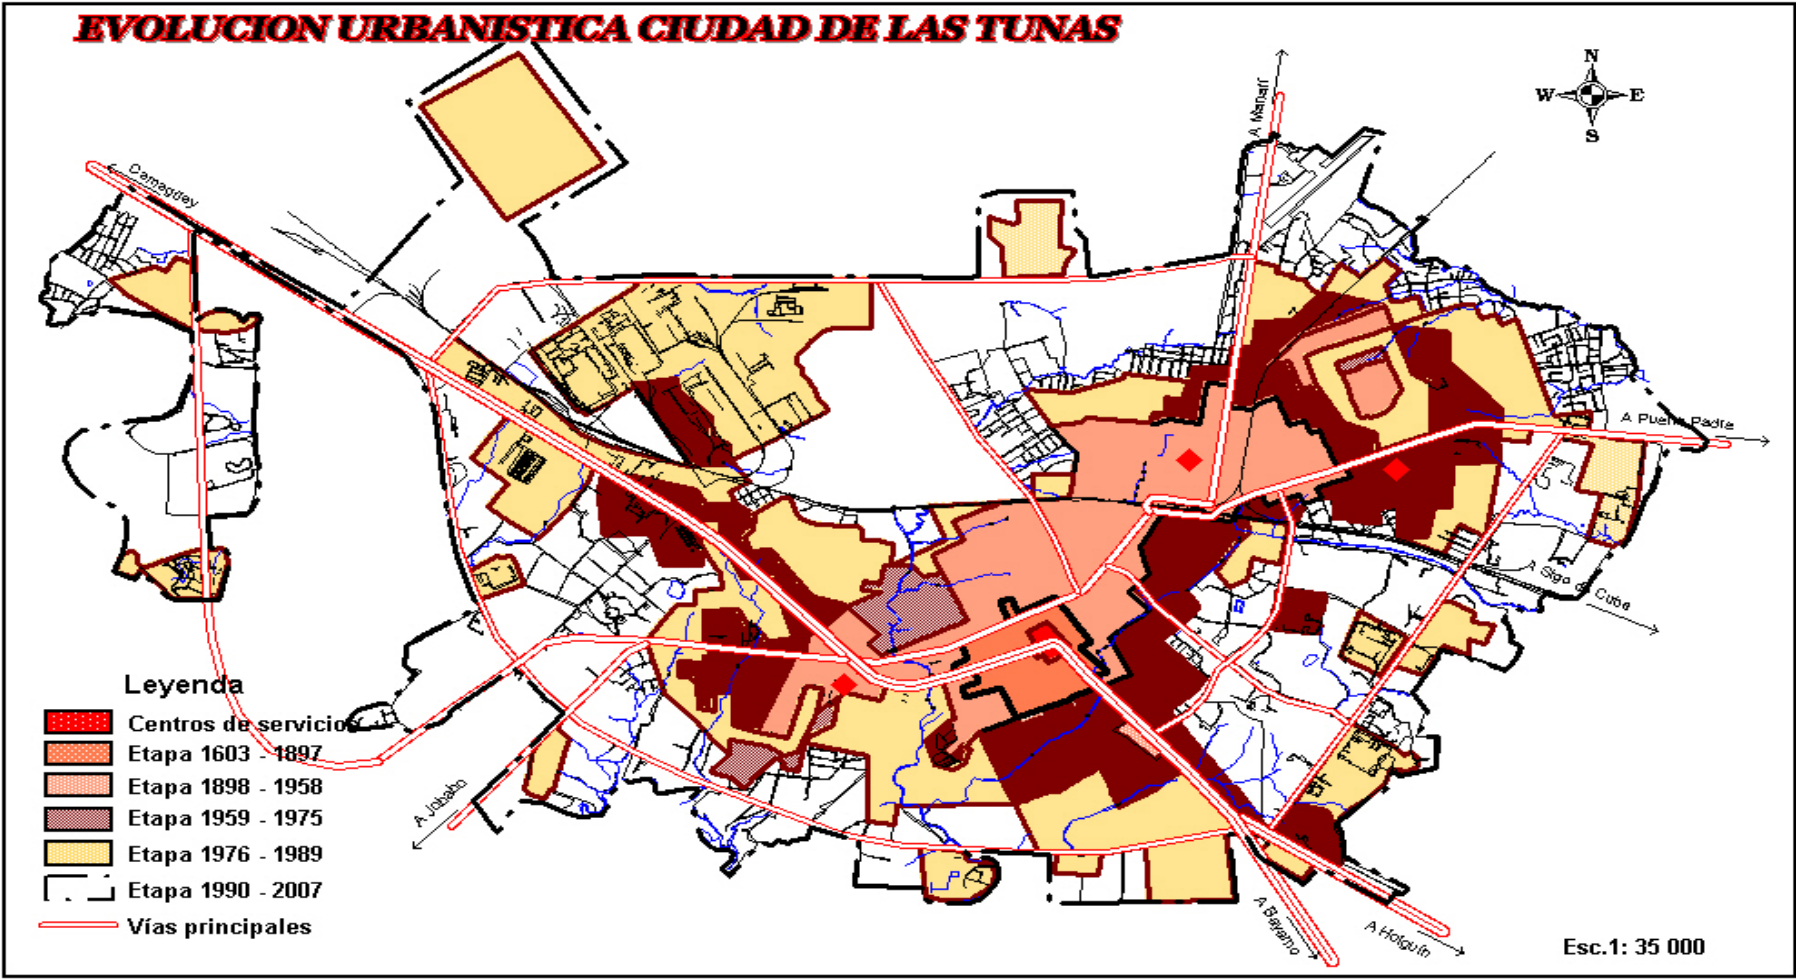 EVOLUCION URBANISTICA CIUDAD DE LAS TUNAS
N
W E
S
A Manatí
Camagüey
A Puerto Padre
A Stgo de Cuba
A Jobabo
A Bayamo
A Holguín
Leyenda
Centros de servicios
Etapa 1603 - 1897
Etapa 1898 - 1958
Etapa 1959 - 1975
Etapa 1976 - 1989
Etapa 1990 - 2007
Vías principales
Esc.1: 35 000